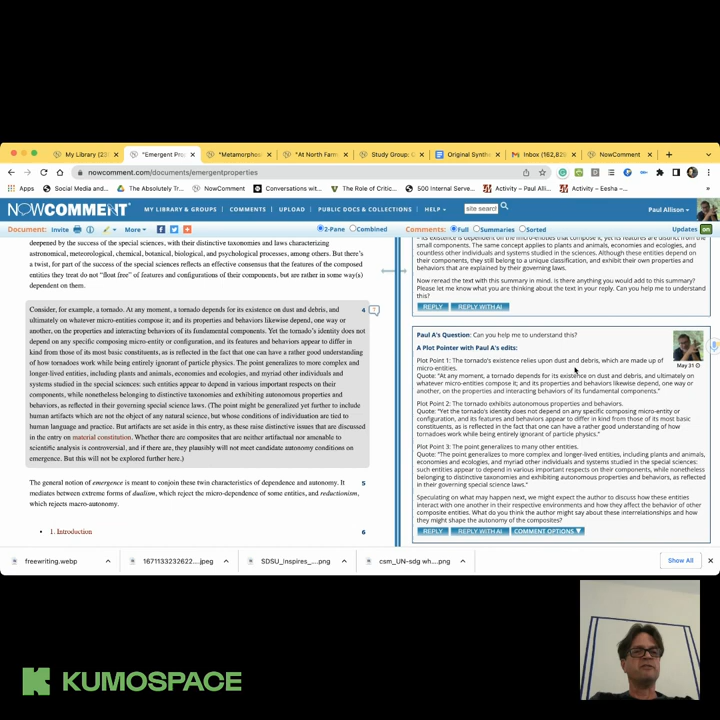 My Library (22
"Emergent Pro
"Metamorphos
"At North Farm
Study Group: C
Original Synthe
Inbox (162,82
NowComment
nowcomment.com/documents/emergentproperties
Apps
Social Media and...
The Absolutely Tr...
NowComment
Conversations wit...
The Role of Critic...
500 Internal Serve...
Activity – Paul Alli...
Activity – Eesha –...
NOWCOMMENT
MY LIBRARY & GROUPS
COMMENTS
UPLOAD
PUBLIC DOCS & COLLECTIONS
HELP
site search
Paul Allison
Document:
Invite
More
2-Pane
Combined
Comments:
Full
Summaries
Sorted
Updates
on
deepened by the success of the special sciences, with their distinctive taxonomies and laws characterizing
astronomical, meteorological, chemical, botanical, biological, and psychological processes, among others. But there's
a twist, for part of the success of the special sciences reflects an effective consensus that the features of the composed
entities they treat do not "float free" of features and configurations of their components, but are rather in some way(s)
dependent on them.
Consider, for example, a tornado. At any moment, a tornado depends for its existence on dust and debris, and
ultimately on whatever micro-entities compose it; and its properties and behaviors likewise depend, one way or
another, on the properties and interacting behaviors of its fundamental components. Yet the tornado's identity does not
depend on any specific composing micro-entity or configuration, and its features and behaviors appear to differ in
kind from those of its most basic constituents, as is reflected in the fact that one can have a rather good understanding
of how tornadoes work while being entirely ignorant of particle physics. The point generalizes to more complex and
longer-lived entities, including plants and animals, economies and ecologies, and myriad other individuals and
systems studied in the special sciences: such entities appear to depend in various important respects on their
components, while nonetheless belonging to distinctive taxonomies and exhibiting autonomous properties and
behaviors, as reflected in their governing special science laws. (The point might be generalized yet further to include
human artifacts which are not the object of any natural science, but whose conditions of individuation are tied to
human language and practice. But artifacts are set aside in this entry, as these raise distinctive issues that are discussed
in the entry on material constitution. Whether there are composites that are neither artifactual nor amenable to
scientific analysis is controversial, and if there are, they plausibly will not meet candidate autonomy conditions on
emergence. But this will not be explored further here.)
4
The general notion of emergence is meant to conjoin these twin characteristics of dependence and autonomy. It
mediates between extreme forms of dualism, which reject the micro-dependence of some entities, and reductionism,
which rejects macro-autonomy.
5
1. Introduction
6
small components. The same concept applies to plants, animals, economies, ecologies, and
countless other individuals and systems studied in the special sciences. Although these entities depend on
their components, they still belong to a unique classification, and exhibit their own properties and
behaviors that are explained by their governing laws.
Now reread the text with this summary in mind. Is there anything you would add to this summary?
Please let me know what you are thinking about the text in your reply. Can you help me to understand
this?
REPLY
REPLY WITH AI
Paul A's Question: Can you help me to understand this?
A Plot Pointer with Paul A's edits:
Plot Point 1: The tornado's existence relies upon dust and debris, which are made up of
micro-entities.
Quote: "At any moment, a tornado depends for its existence on dust and debris, and ultimately on
whatever micro-entities compose it; and its properties and behaviors likewise depend, one way or
another, on the properties and interacting behaviors of its fundamental components."
Plot Point 2: The tornado exhibits autonomous properties and behaviors.
Quote: "Yet the tornado's identity does not depend on any specific composing micro-entity or
configuration, and its features and behaviors appear to differ in kind from those of its most basic
constituents, as is reflected in the fact that one can have a rather good understanding of how
tornadoes work while being entirely ignorant of particle physics."
Plot Point 3: The point generalizes to many other entities,
Quote: "The point generalizes to more complex and longer-lived entities, including plants and animals,
economies and ecologies, and myriad other individuals and systems studied in the special sciences:
such entities appear to depend in various important respects on their components, while nonetheless
belonging to distinctive taxonomies and exhibiting autonomous properties and behaviors, as reflected
in their governing special science laws."
Speculating on what may happen next, we might expect the author to discuss how these entities
interact with one another in their respective environments and how they affect the behavior of other
composite entities. What do you think the author might say about these interrelationships and how
they might shape the autonomy of the composites?
May 31
REPLY
REPLY WITH AI
COMMENT OPTIONS
freewriting.webp
1671133232622....jpeg
SDSU_Inspires_....png
csm_UN-sdg wh....png
Show All
KUMOSPACE